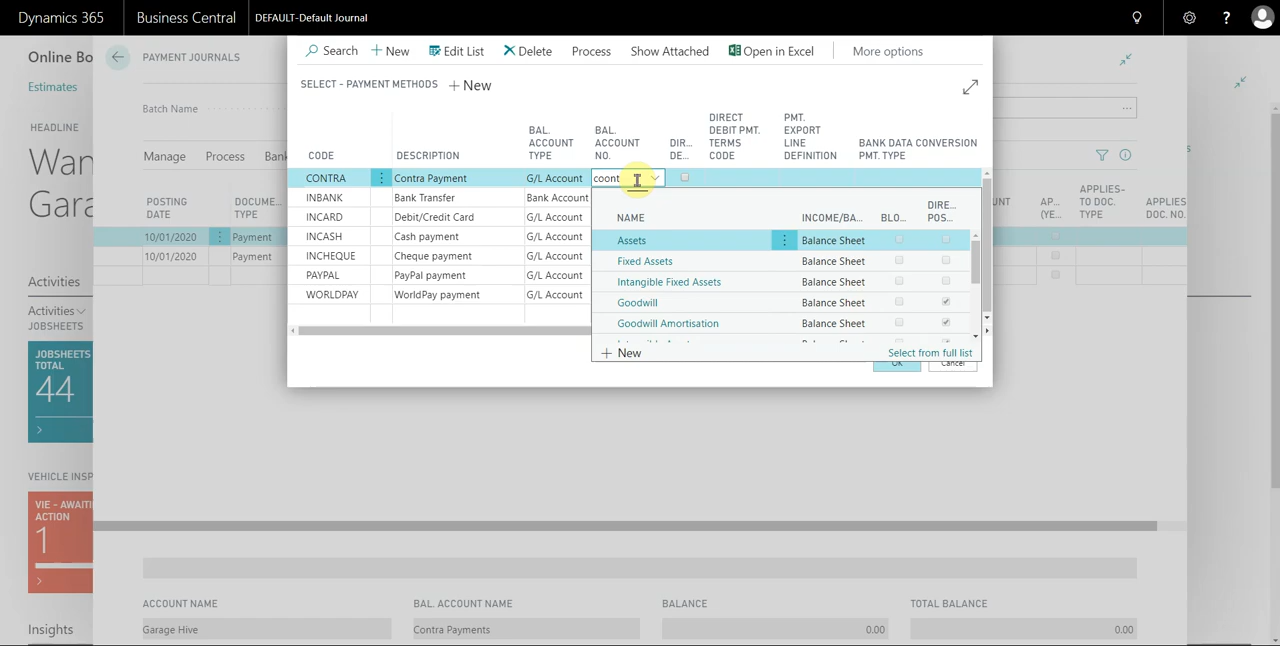 Dynamics 365 Business Central DEFAULT-Default Journal ?
Online Bo PAYMENT JOURNALS
Estimates
Batch Name ...
HEADLINE
Wan
Gara
Manage Process Bank
POSTING DATE DOCUME... TYPE UNT AP... (YE... APPLIES-TO DOC. TYPE APPLIES DOC. NO.
10/01/2020 Payment
10/01/2020 Payment
Search New Edit List Delete Process Show Attached Open in Excel More options
SELECT - PAYMENT METHODS + New
CODE DESCRIPTION BAL. ACCOUNT TYPE BAL. ACCOUNT NO. DIR... DE... DIRECT DEBIT PMT. TERMS CODE PMT. EXPORT LINE DEFINITION BANK DATA CONVERSION PMT. TYPE
CONTRA Contra Payment G/L Account coont
INBANK Bank Transfer Bank Account
INCARD Debit/Credit Card G/L Account
INCASH Cash payment G/L Account
INCHEQUE Cheque payment G/L Account
PAYPAL PayPal payment G/L Account
WORLDPAY WorldPay payment G/L Account
NAME INCOME/BA... BLO... DIRE... POS...
Assets Balance Sheet
Fixed Assets Balance Sheet
Intangible Fixed Assets Balance Sheet
Goodwill Balance Sheet
Goodwill Amortisation Balance Sheet
+ New Select from full list
OK Cancel
Activities
Activities
JOBSHEETS
JOBSHEETS
TOTAL
44
VEHICLE INSP
VIE - AWAITI
ACTION
1
Insights
ACCOUNT NAME BAL. ACCOUNT NAME BALANCE TOTAL BALANCE
Garage Hive Contra Payments 0.00 0.00